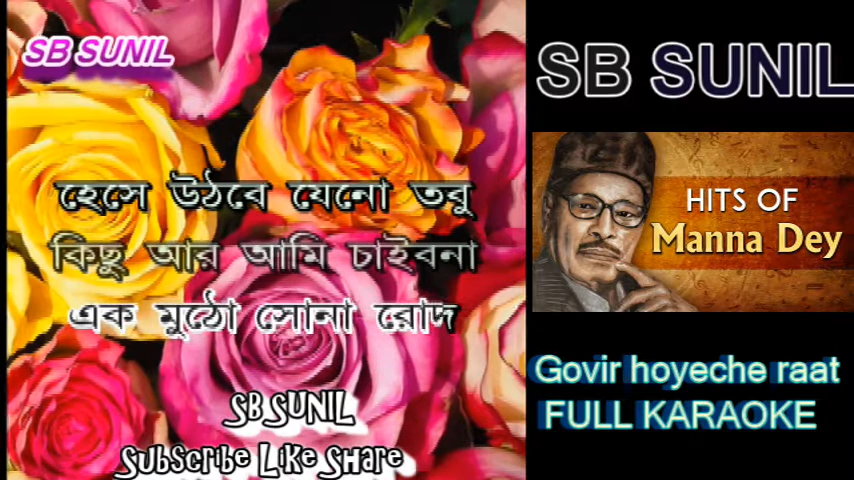 SB SUNIL
হেসে উঠবে যেনো তবু
কিছু আর আমি চাইবনা
এক মুঠো সোনা রোদ
SB SUNIL
Subscribe Like Share
SB SUNIL
HITS OF
Manna Dey
Govir hoyeche raat
FULL KARAOKE